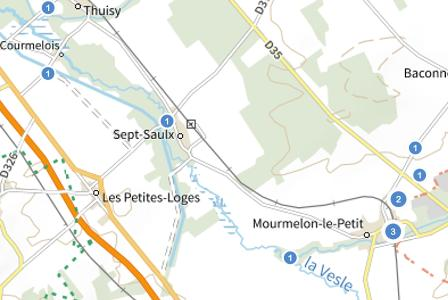 1
Thuisy
D35
Courmelois
D35
1
Baconne
1
Sept-Saulx
1
D326
1
Les Petites-Loges
2
Mourmelon-le-Petit
3
1
la Vesle